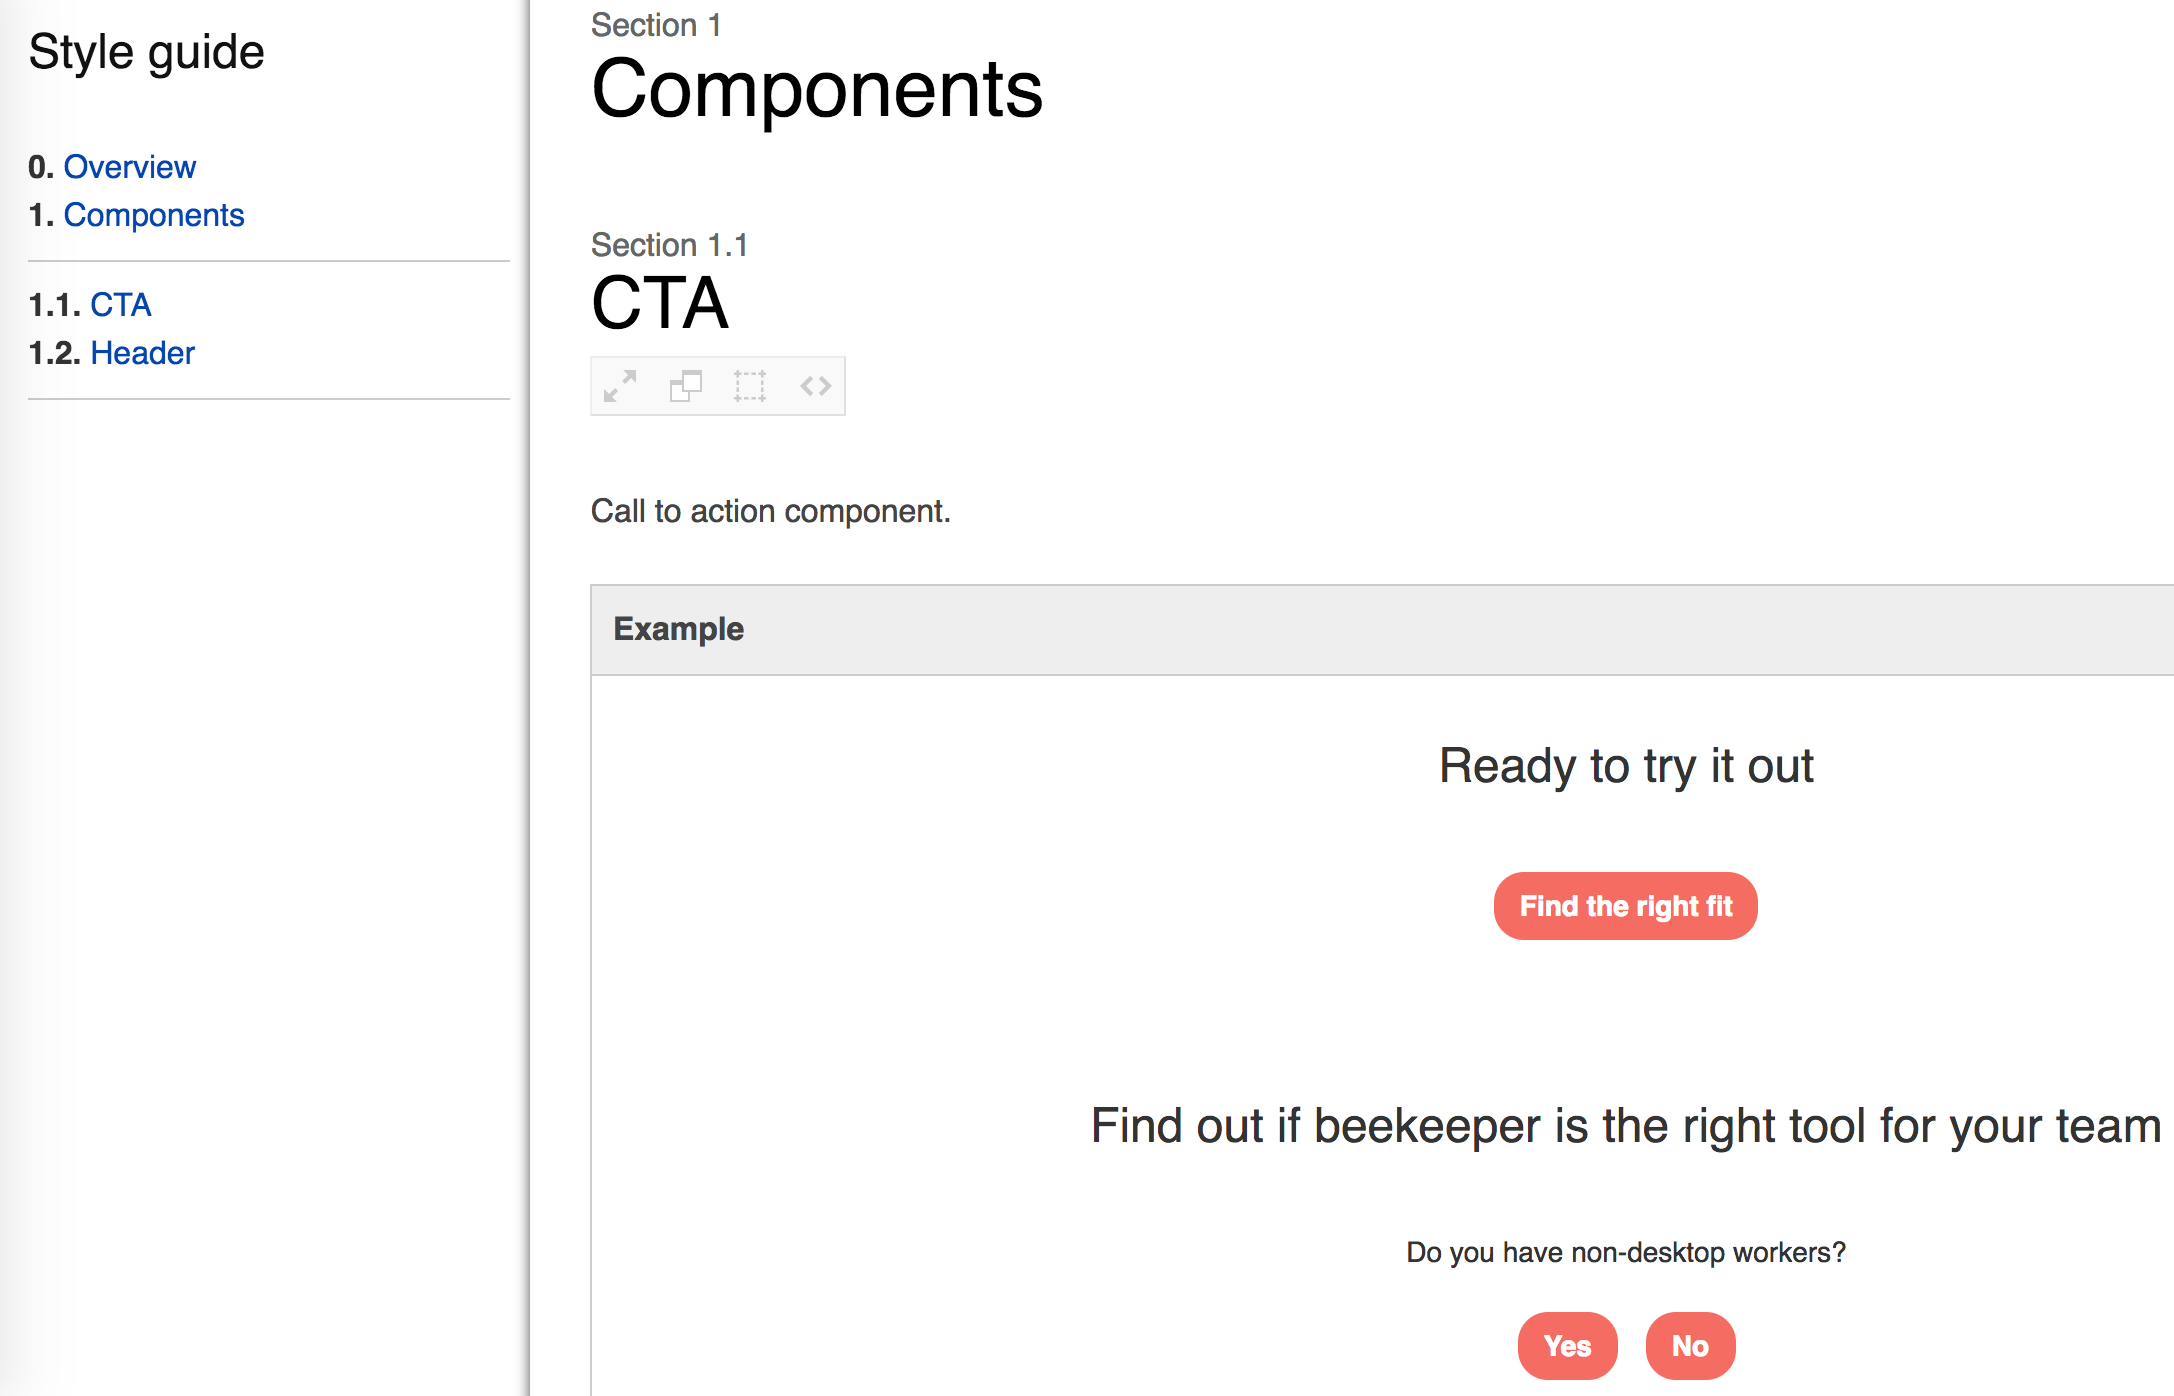 Style guide
0. Overview
1. Components
1.1. CTA
1.2. Header
Section 1
Components
Section 1.1
CTA
Call to action component.
Example
Ready to try it out
Find the right fit
Find out if beekeeper is the right tool for your team
Do you have non-desktop workers?
Yes No